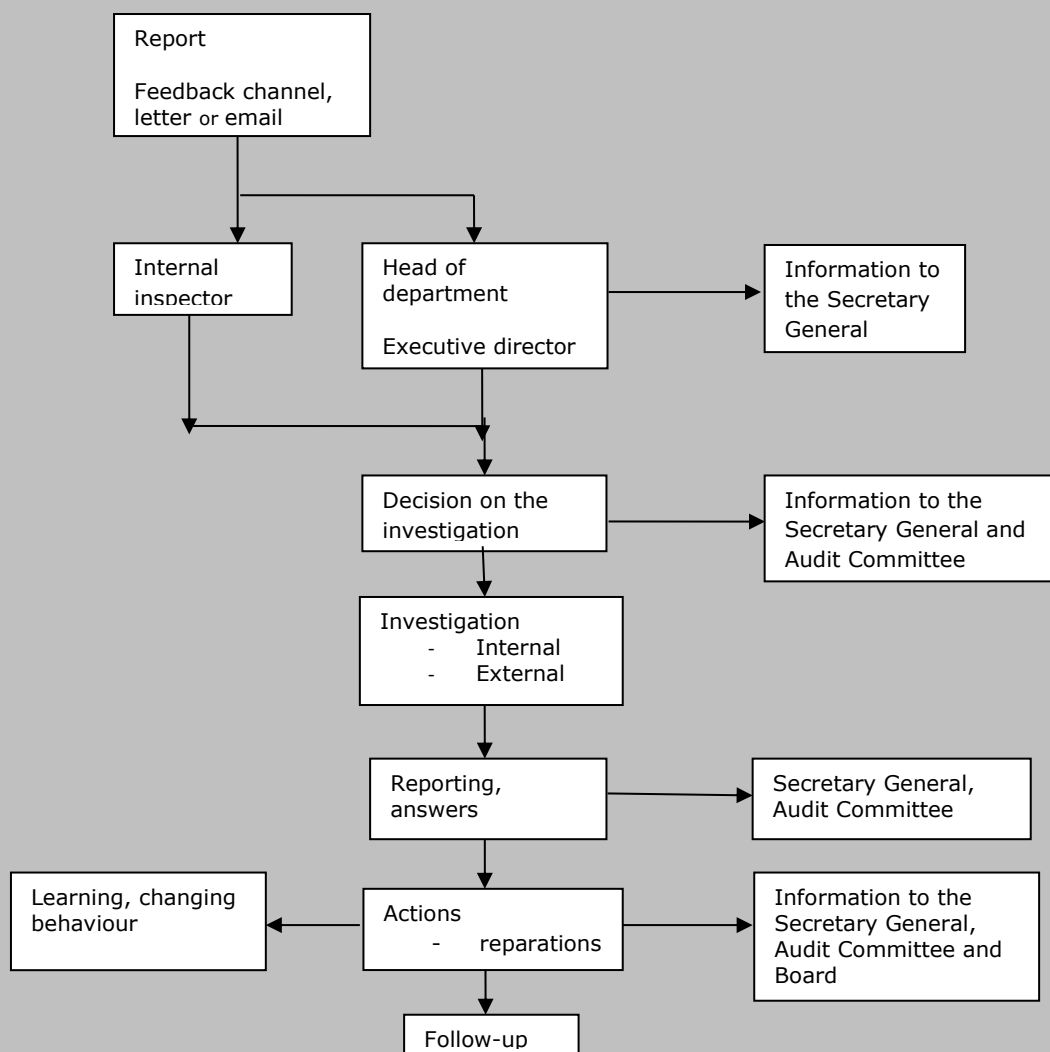 Report
Feedback channel,
letter or email
Internal
inspector
Head of
department
Executive director
Information to
the Secretary
General
Decision on the
investigation
Information to the
Secretary General and
Audit Committee
Investigation
- Internal
- External
Reporting,
answers
Secretary General,
Audit Committee
Learning, changing
behaviour
Actions
- reparations
Information to the
Secretary General,
Audit Committee and
Board
Follow-up